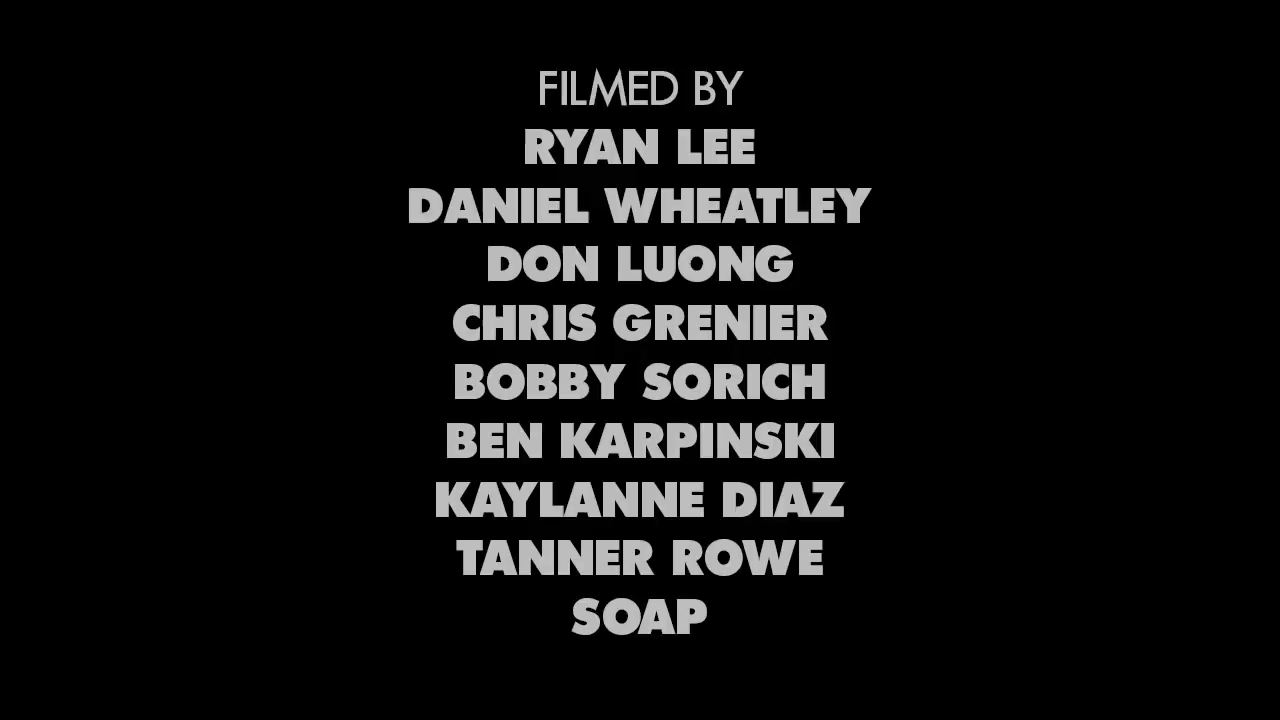 FILMED BY
RYAN LEE
DANIEL WHEATLEY
DON LUONG
CHRIS GRENIER
BOBBY SORICH
BEN KARPINSKI
KAYLANNE DIAZ
TANNER ROWE
SOAP